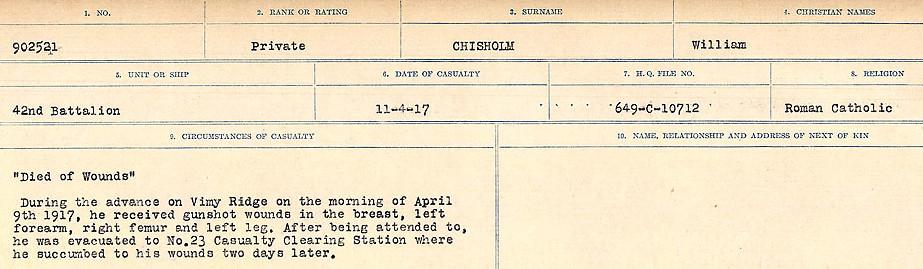 1. NO. 2. RANK OR RATING 3. SURNAME 4. CHRISTIAN NAMES
902521 Private CHISHOLM William
5. UNIT OR SHIP 6. DATE OF CASUALTY 7. H. Q. FILE NO. 8. RELIGION
42nd Battalion 11-4-17 649-C-10712 Roman Catholic
9. CIRCUMSTANCES OF CASUALTY 10. NAME, RELATIONSHIP AND ADDRESS OF NEXT OF KIN
"Died of Wounds"
During the advance on Vimy Ridge on the morning of April
9th 1917, he received gunshot wounds in the breast, left
forearm, right femur and left leg. After being attended to,
he was evacuated to No.23 Casualty Clearing Station where
he succumbed to his wounds two days later.